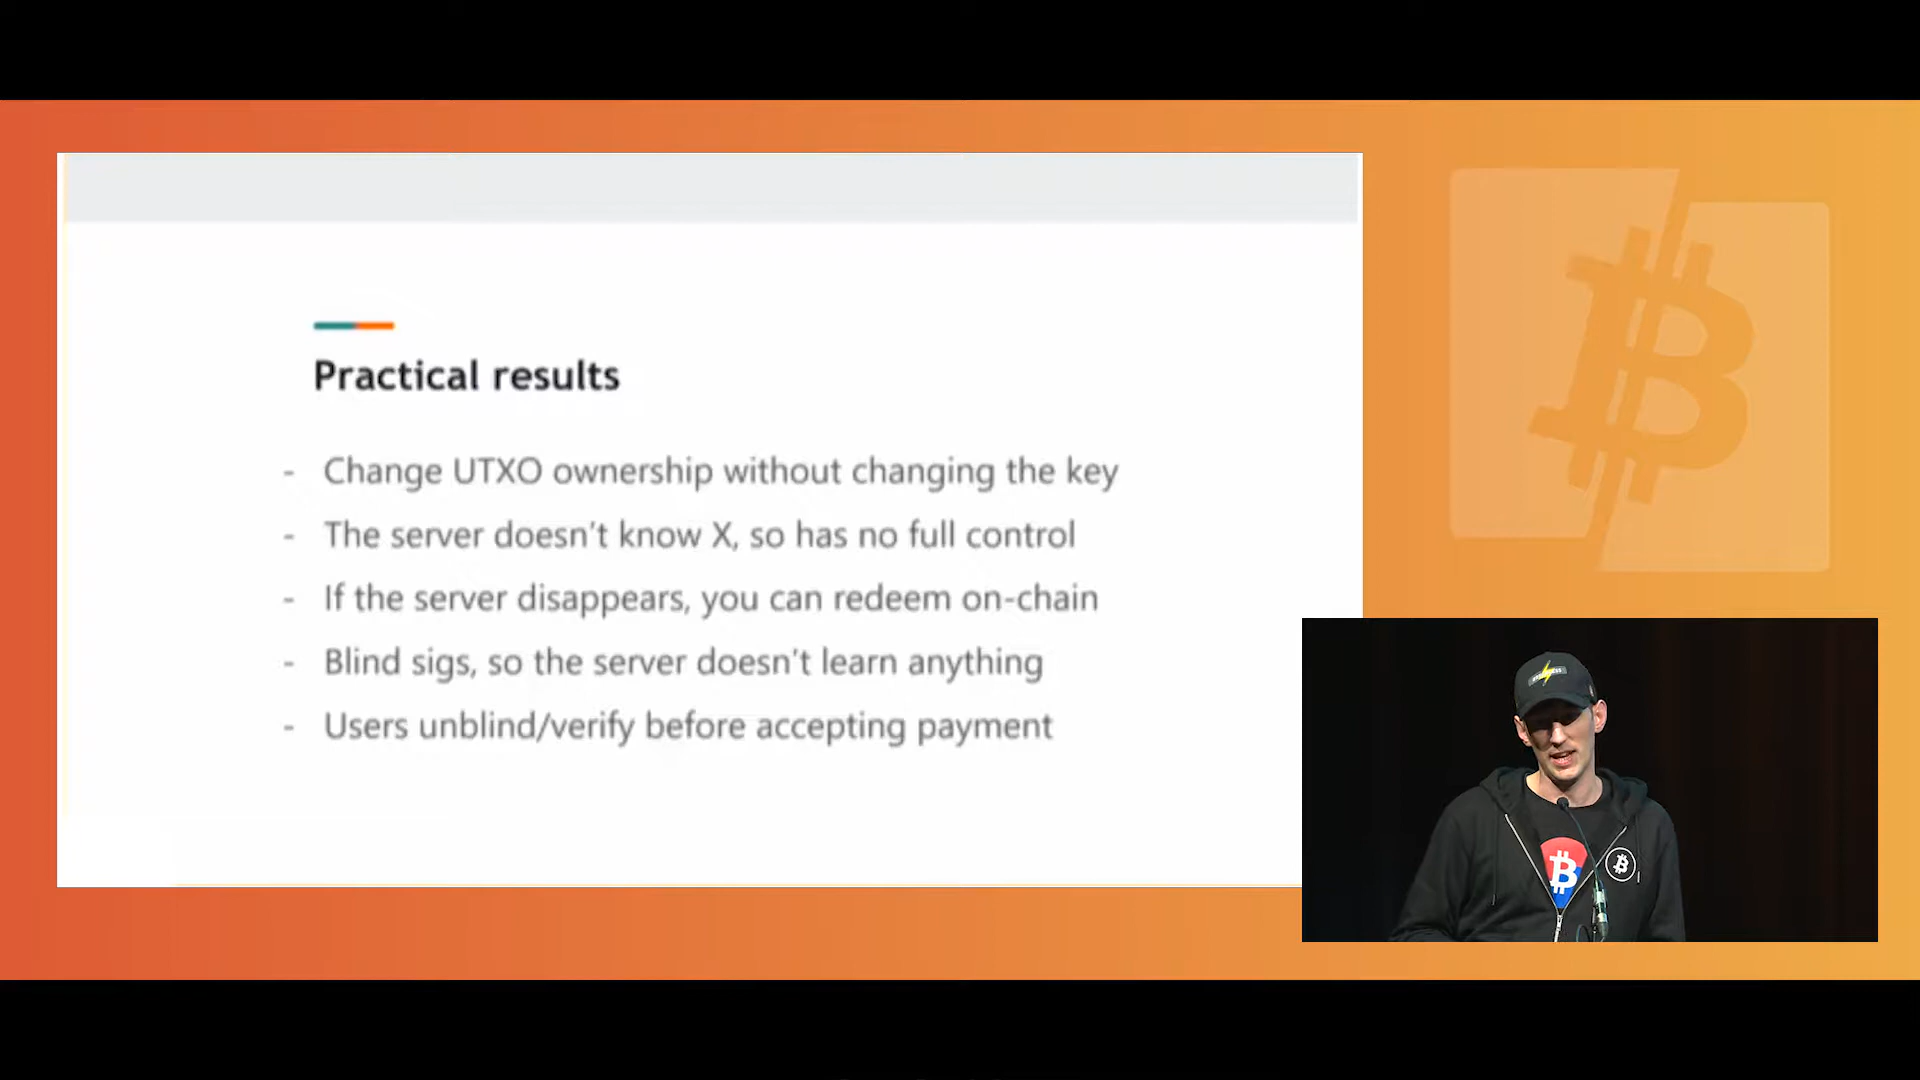 Practical results
- Change UTXO ownership without changing the key
- The server doesn't know X, so has no full control
- If the server disappears, you can redeem on-chain
- Blind sigs, so the server doesn't learn anything
- Users unblind/verify before accepting payment